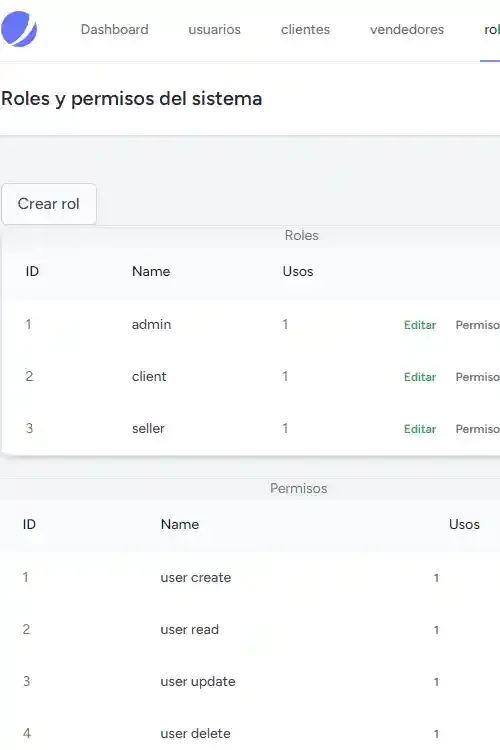 Dashboard usuarios clientes vendedores rol
Roles y permisos del sistema
Crear rol
Roles
ID Name Usos
1 admin 1 Editar Permiso
2 client 1 Editar Permiso
3 seller 1 Editar Permiso
Permisos
ID Name Usos
1 user create 1
2 user read 1
3 user update 1
4 user delete 1